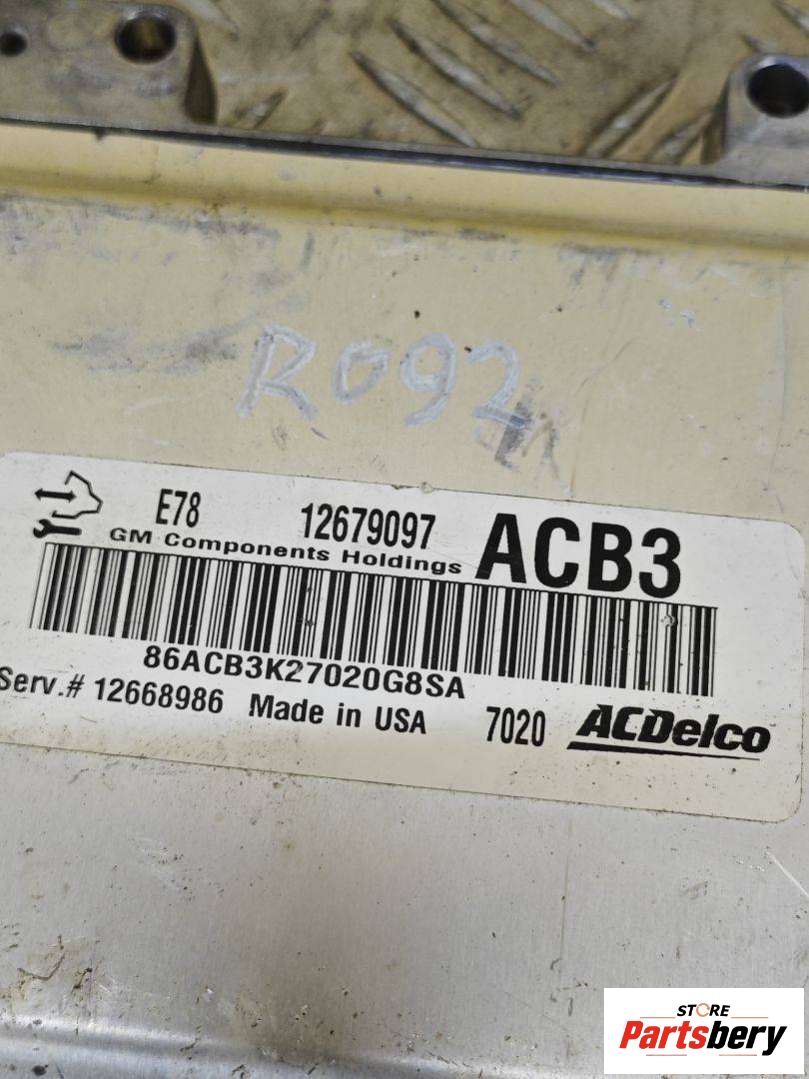 R092
E78 12679097 ACB3
GM Components Holdings
86ACB3K27020G8SA
Serv.# 12668986 Made in USA 7020 ACDelco
STORE
Partsbery